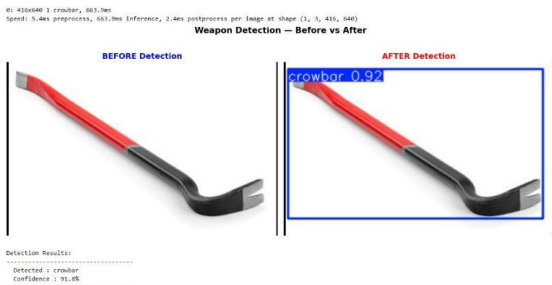 0: 416x640 1 crowbar, 663.9ms
Speed: 5.4ms preprocess, 663.9ms inference, 2.4ms postprocess per image at shape (1, 3, 416, 640)
Weapon Detection — Before vs After
BEFORE Detection
AFTER Detection
crowbar 0.92
Detection Results:
-----------------------------------
Detected : crowbar
Confidence : 91.8%